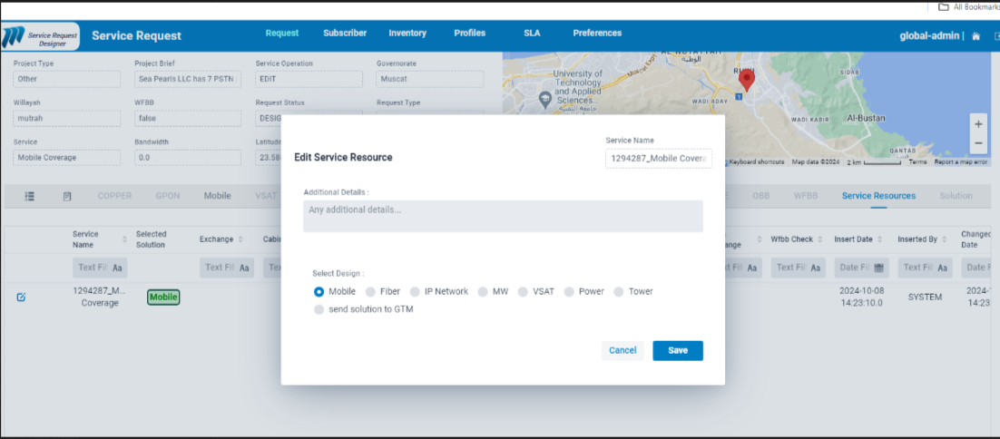 All Bookmarks
Service Request Designer
Service Request
Request Subscriber Inventory Profiles SLA Preferences
global-admin |
Project Type Project Brief Service Operation Governorate
Other Sea Pearls LLC has 7 PSTN EDIT Muscat
Willayah WFBB Request Status Request Type
mutrah false DESIG
Service Bandwidth Latitude
Mobile Coverage 0.0 23.58
University of
Technology
and Applied
Sciences...
Muscat Expy
WADI ADAY
1
SIDAB
WADI KABIR
Al-Bustan
QANTAB
+
−
Keyboard shortcuts Map data ©2024 2 km Terms Report a map error
COPPER GPON Mobile VSAT E OBB WFBB Service Resources Solution
Edit Service Resource
Service Name
1294287_Mobile Covera
Additional Details :
Any additional details...
Select Design :
Mobile Fiber IP Network MW VSAT Power Tower
send solution to GTM
Cancel Save
Service Name Selected Solution Exchange Cabi ange Wfbb Check Insert Date Inserted By Changed Date
Text Fil Aa Text Fil Aa Te xt Fil Aa Text Fil Aa Date Fil Text Fil Aa Date F
1294287_M... Coverage Mobile 2024-10-08 14:23:10.0 SYSTEM 2024-1 14:23